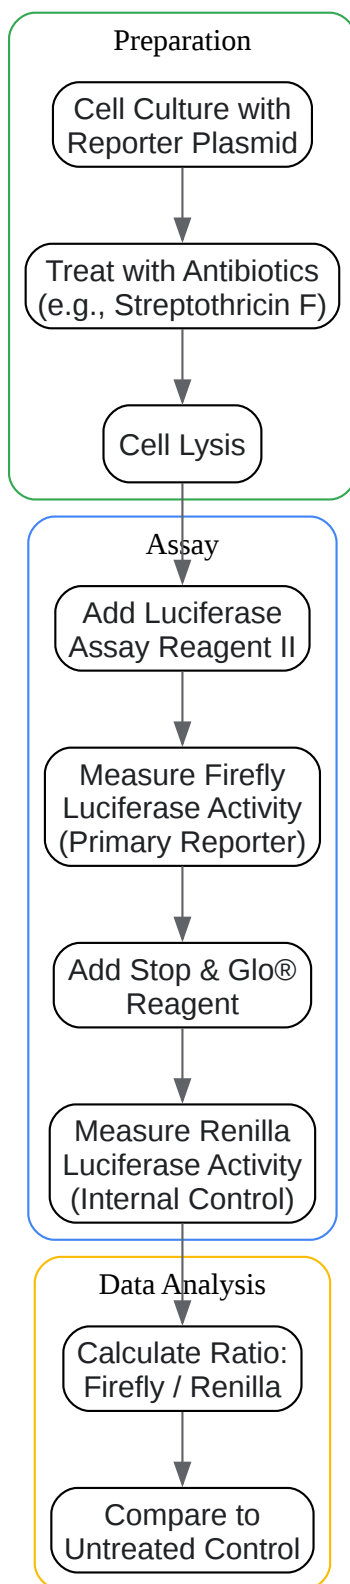 Preparation
Cell Culture with
Reporter Plasmid
Treat with Antibiotics
(e.g., Streptothricin F)
Cell Lysis
Assay
Add Luciferase
Assay Reagent II
Measure Firefly
Luciferase Activity
(Primary Reporter)
Add Stop & Glo®
Reagent
Measure Renilla
Luciferase Activity
(Internal Control)
Data Analysis
Calculate Ratio:
Firefly / Renilla
Compare to
Untreated Control